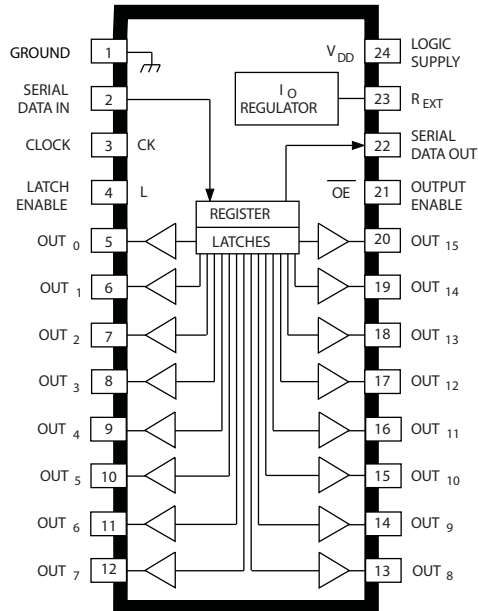 GROUND 1 V DD 24 LOGIC SUPPLY
SERIAL DATA IN 2 I O REGULATOR 23 R EXT
CLOCK 3 CK 22 SERIAL DATA OUT
LATCH ENABLE 4 L OE 21 OUTPUT ENABLE
REGISTER
OUT 0 5 LATCHES 20 OUT 15
OUT 1 6 19 OUT 14
OUT 2 7 18 OUT 13
OUT 3 8 17 OUT 12
OUT 4 9 16 OUT 11
OUT 5 10 15 OUT 10
OUT 6 11 14 OUT 9
OUT 7 12 13 OUT 8